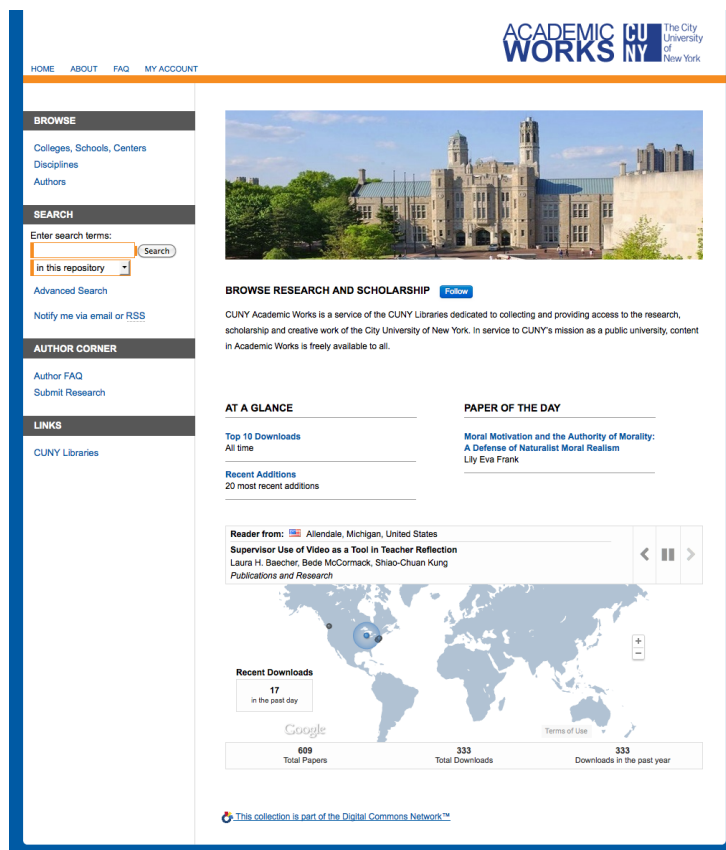 ACADEMIC
WORKS
CU
NY
The City
University
of
New York
HOME ABOUT FAQ MY ACCOUNT
BROWSE
Colleges, Schools, Centers
Disciplines
Authors
SEARCH
Enter search terms:
Search
in this repository
Advanced Search
Notify me via email or RSS
AUTHOR CORNER
Author FAQ
Submit Research
LINKS
CUNY Libraries
BROWSE RESEARCH AND SCHOLARSHIP Follow
CUNY Academic Works is a service of the CUNY Libraries dedicated to collecting and providing access to the research,
scholarship and creative work of the City University of New York. In service to CUNY's mission as a public university, content
in Academic Works is freely available to all.
AT A GLANCE
Top 10 Downloads
All time
Recent Additions
20 most recent additions
PAPER OF THE DAY
Moral Motivation and the Authority of Morality:
A Defense of Naturalist Moral Realism
Lily Eva Frank
Reader from: Allendale, Michigan, United States
Supervisor Use of Video as a Tool in Teacher Reflection
Laura H. Baecher, Bede McCormack, Shiao-Chuan Kung
Publications and Research
+
−
Recent Downloads
17
in the past day
Google
Terms of Use
609
Total Papers
333
Total Downloads
333
Downloads in the past year
This collection is part of the Digital Commons Network™